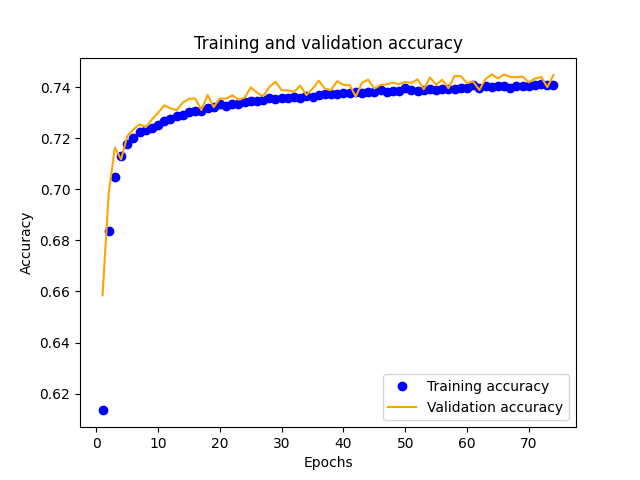 Training and validation accuracy
Accuracy
0.74
0.72
0.70
0.68
0.66
0.64
0.62
Training accuracy
Validation accuracy
0 10 20 30 40 50 60 70
Epochs